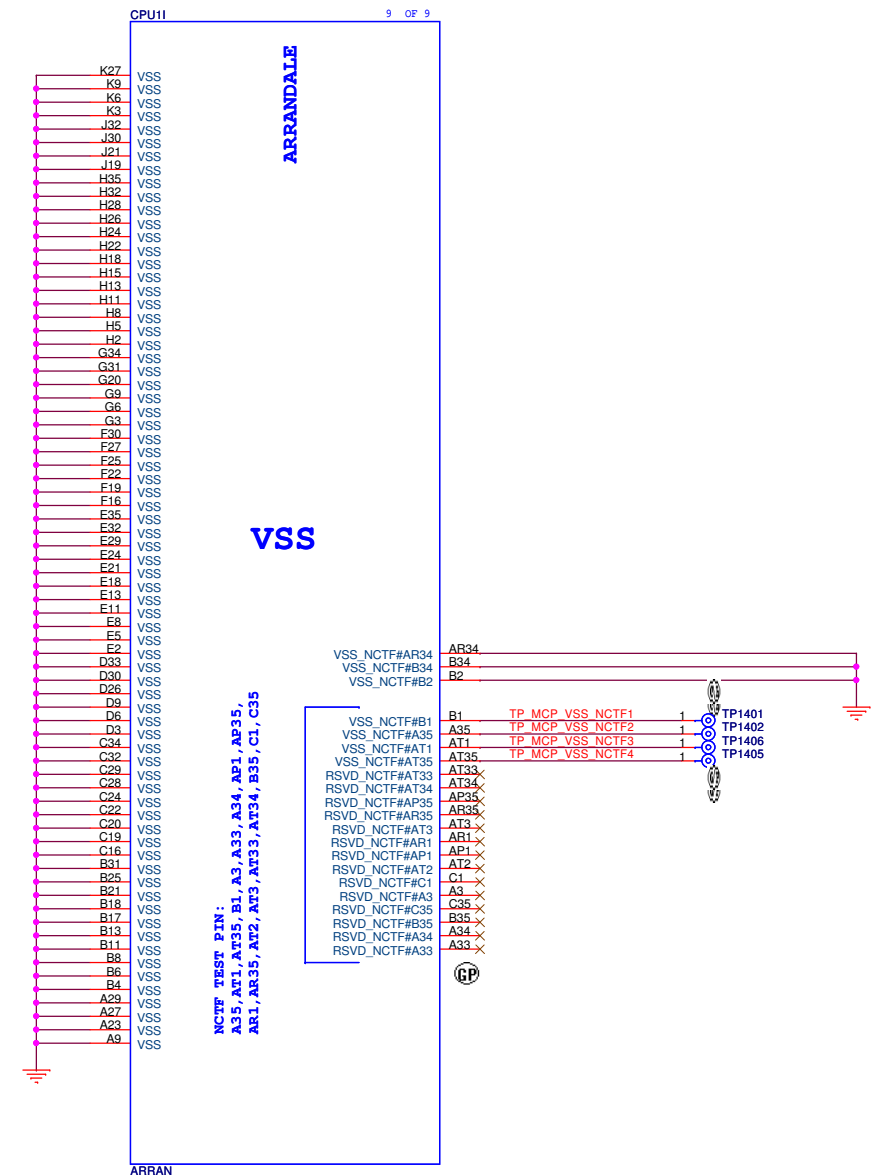 CPU1I
9 OF 9
ARRANDALE
K27 VSS
K9 VSS
K6 VSS
K3 VSS
J32 VSS
J30 VSS
J21 VSS
J19 VSS
H35 VSS
H32 VSS
H28 VSS
H26 VSS
H24 VSS
H22 VSS
H18 VSS
H15 VSS
H13 VSS
H11 VSS
H8 VSS
H5 VSS
H2 VSS
G34 VSS
G31 VSS
G20 VSS
G9 VSS
G6 VSS
G3 VSS
F30 VSS
F27 VSS
F25 VSS
F22 VSS
F19 VSS
F16 VSS
E35 VSS
E32 VSS
E29 VSS
E24 VSS
E21 VSS
E18 VSS
E13 VSS
E11 VSS
E8 VSS
E5 VSS
E2 VSS
D33 VSS
D30 VSS
D26 VSS
D9 VSS
D6 VSS
D3 VSS
C34 VSS
C32 VSS
C29 VSS
C28 VSS
C24 VSS
C22 VSS
C20 VSS
C19 VSS
C16 VSS
B31 VSS
B25 VSS
B21 VSS
B18 VSS
B17 VSS
B13 VSS
B11 VSS
B8 VSS
B6 VSS
B4 VSS
A29 VSS
A27 VSS
A23 VSS
A9 VSS
VSS
NCTF TEST PIN:
A35,AT1,AT35,B1,A3,A33,A34,AP1,AP35,
AR1,AR35,AT2,AT3,AT33,AT34,B35,C1,C35
VSS_NCTF#AR34 AR34
VSS_NCTF#B34 B34
VSS_NCTF#B2 B2
VSS_NCTF#B1 B1 TP_MCP_VSS_NCTF1 1 TP1401
VSS_NCTF#A35 A35 TP_MCP_VSS_NCTF2 1 TP1402
VSS_NCTF#AT1 AT1 TP_MCP_VSS_NCTF3 1 TP1406
VSS_NCTF#AT35 AT35 TP_MCP_VSS_NCTF4 1 TP1405
RSVD_NCTF#AT33 AT33
RSVD_NCTF#AT34 AT34
RSVD_NCTF#AP35 AP35
RSVD_NCTF#AR35 AR35
RSVD_NCTF#AT3 AT3
RSVD_NCTF#AR1 AR1
RSVD_NCTF#AP1 AP1
RSVD_NCTF#AT2 AT2
RSVD_NCTF#C1 C1
RSVD_NCTF#A3 A3
RSVD_NCTF#C35 C35
RSVD_NCTF#B35 B35
RSVD_NCTF#A34 A34
RSVD_NCTF#A33 A33
GP
ARRAN